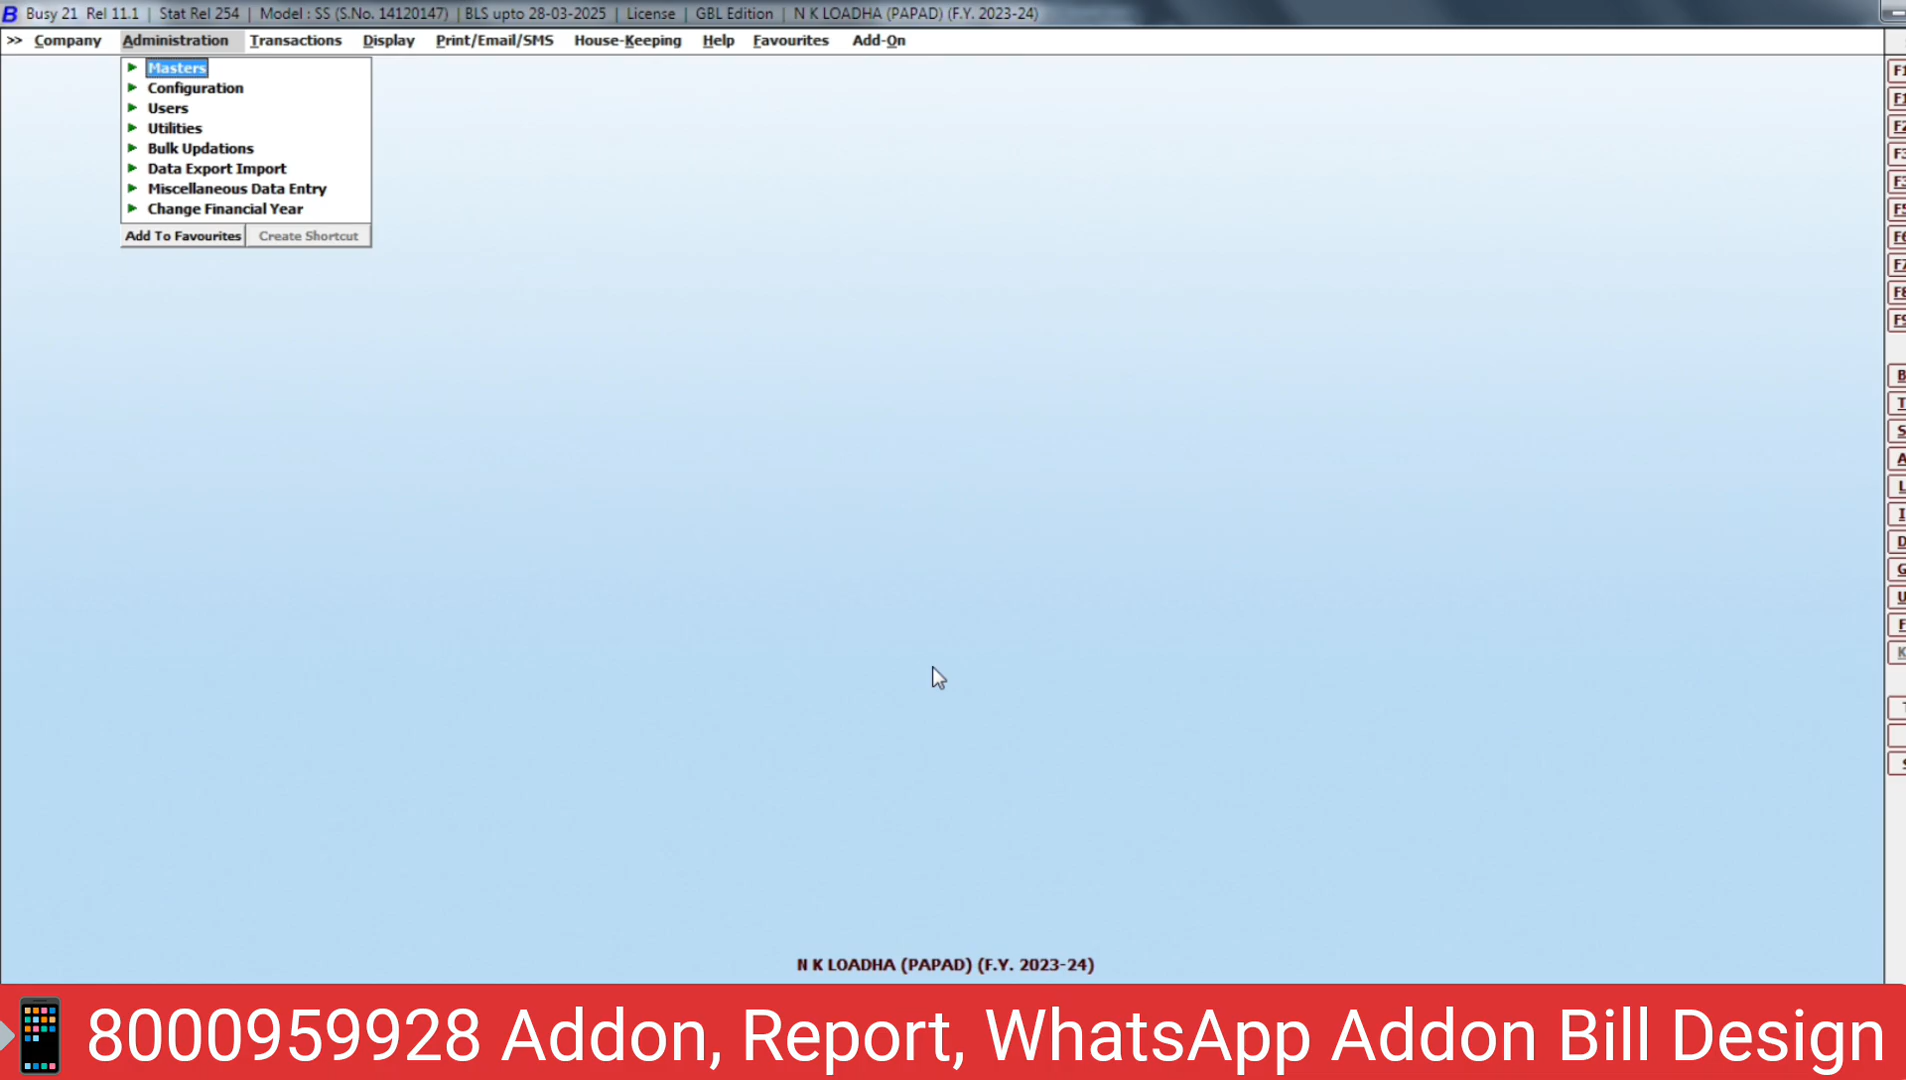 Busy 21 Rel 11.1 | Stat Rel 254 | Model : SS (S.No. 14120147) | BLS upto 28-03-2025 | License | GBL Edition | N K LOADHA (PAPAD) (F.Y. 2023-24)
>> Company Administration Transactions Display Print/Email/SMS House-Keeping Help Favourites Add-On
Masters
Configuration
Users
Utilities
Bulk Updations
Data Export Import
Miscellaneous Data Entry
Change Financial Year
Add To Favourites Create Shortcut
B
T
S
A
L
I
D
G
U
F
K
N K LOADHA (PAPAD) (F.Y. 2023-24)
8000959928 Addon, Report, WhatsApp Addon Bill Design